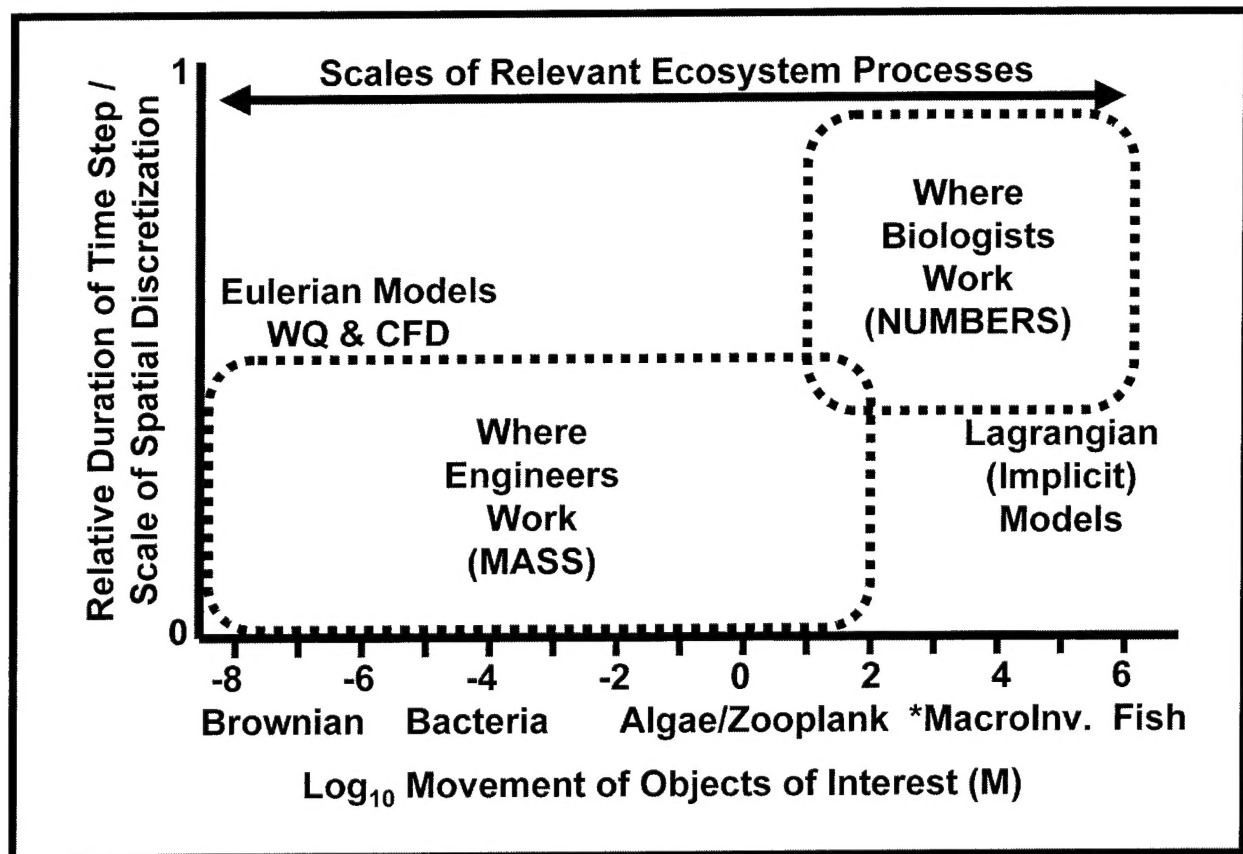 Scales of Relevant Ecosystem Processes
1
Relative Duration of Time Step /
Scale of Spatial Discretization
0
Where
Biologists
Work
(NUMBERS)
Eulerian Models
WQ & CFD
Where
Engineers
Work
(MASS)
Lagrangian
(Implicit)
Models
-8 -6 -4 -2 0 2 4 6
Brownian Bacteria Algae/Zooplank *MacroInv. Fish
Log₁₀ Movement of Objects of Interest (M)